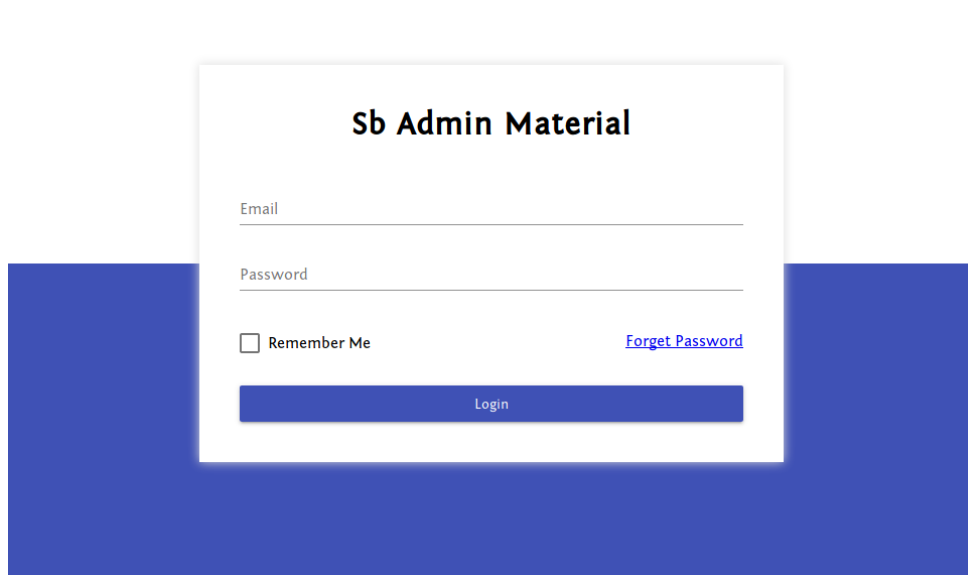 Sb Admin Material
Email
Password
Remember Me
Forget Password
Login